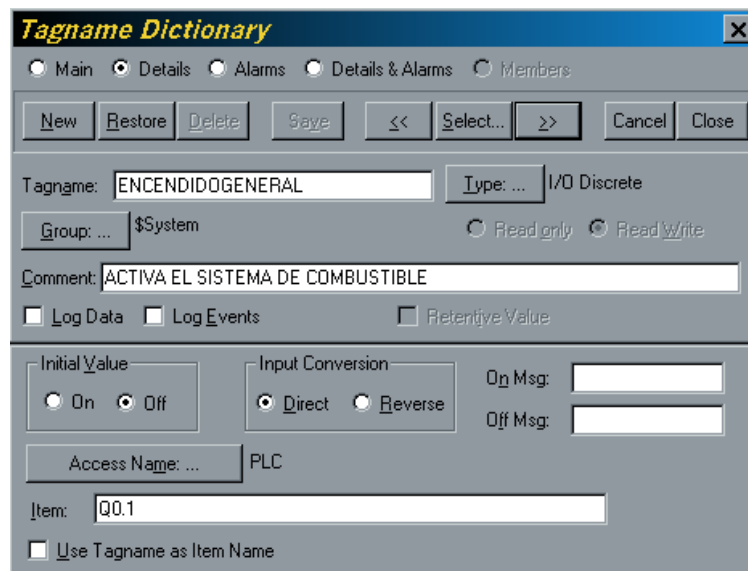 Tagname Dictionary
Main Details Alarms Details & Alarms Members
New Restore Delete Save << Select... >> Cancel Close
Tagname: ENCENDIDOGENERAL Type: ... I/O Discrete
Group: ... $System Read only Read Write
Comment: ACTIVA EL SISTEMA DE COMBUSTIBLE
Log Data Log Events Retentive Value
Initial Value Input Conversion On Msg:
On Off Direct Reverse
Off Msg:
Access Name: ... PLC
Item: Q0.1
Use Tagname as Item Name